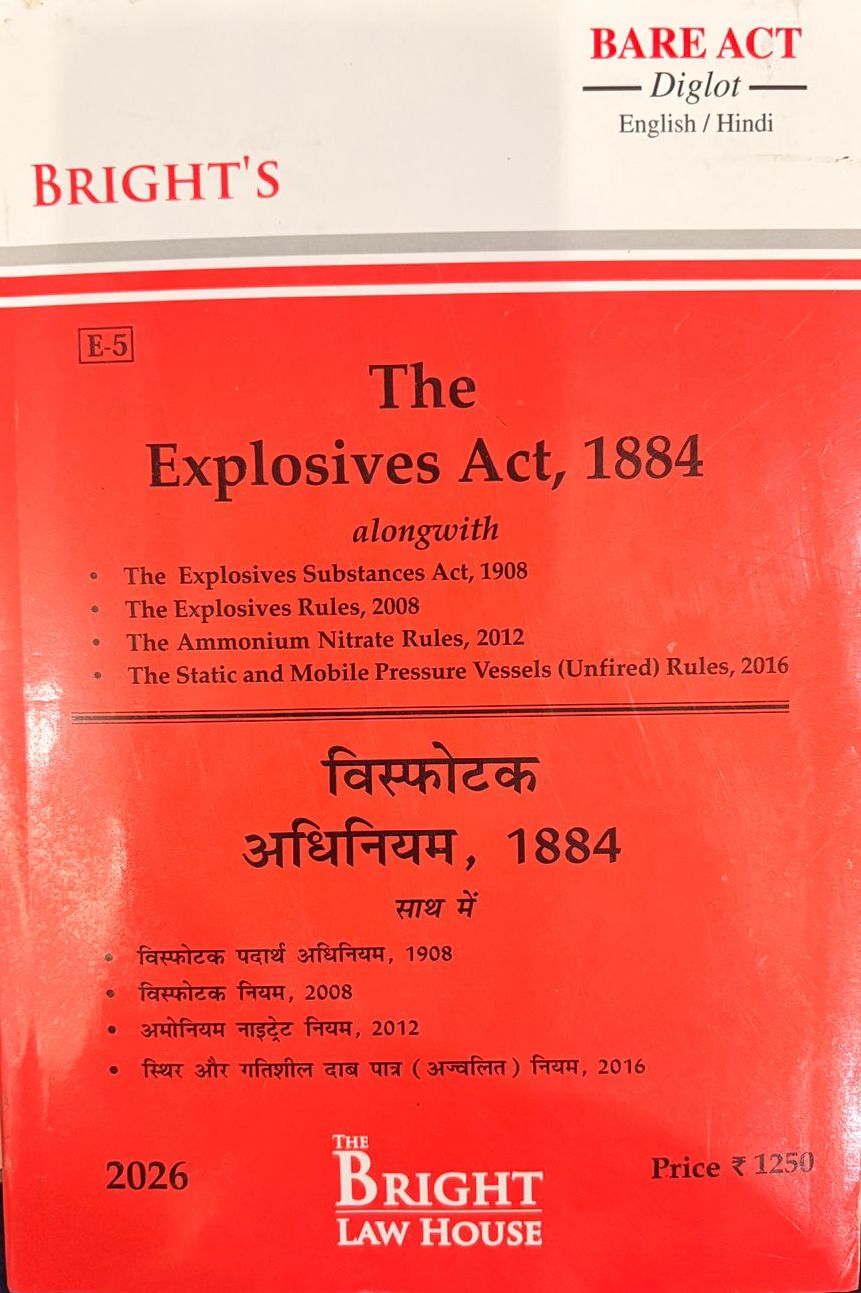 BARE ACT
Diglot
English / Hindi
BRIGHT'S
E-5
The
Explosives Act, 1884
alongwith
• The Explosives Substances Act, 1908
• The Explosives Rules, 2008
• The Ammonium Nitrate Rules, 2012
• The Static and Mobile Pressure Vessels (Unfired) Rules, 2016
विस्फोटक
अधिनियम, 1884
साथ में
• विस्फोटक पदार्थ अधिनियम, 1908
• विस्फोटक नियम, 2008
• अमोनियम नाइट्रेट नियम, 2012
• स्थिर और गतिशील दाब पात्र ( अज्वलित ) नियम, 2016
2026
THE
BRIGHT
LAW HOUSE
Price ₹ 1250